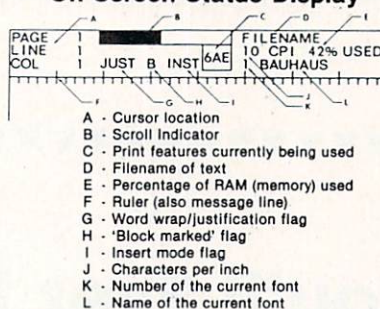 On Screen Status Display
A B C D E
PAGE 1 FILENAME
LINE 1 6AE 10 CPI 42% USED
COL 1 JUST B INST BAUHAUS
F G H I J K L
A - Cursor location
B - Scroll Indicator
C - Print features currently being used
D - Filename of text
E - Percentage of RAM (memory) used
F - Ruler (also message line)
G - Word wrap/justification flag
H - 'Block marked' flag
I - Insert mode flag
J - Characters per inch
K - Number of the current font
L - Name of the current font